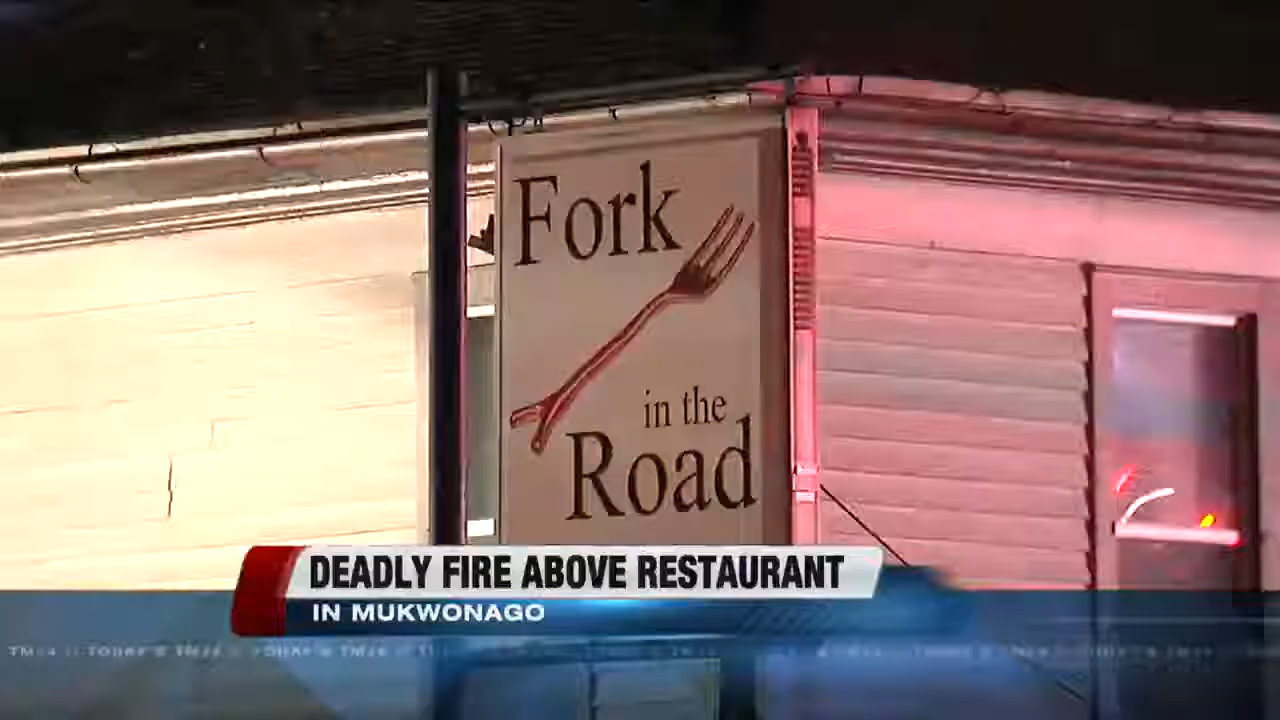 Fork
in the
Road
DEADLY FIRE ABOVE RESTAURANT
IN MUKWONAGO